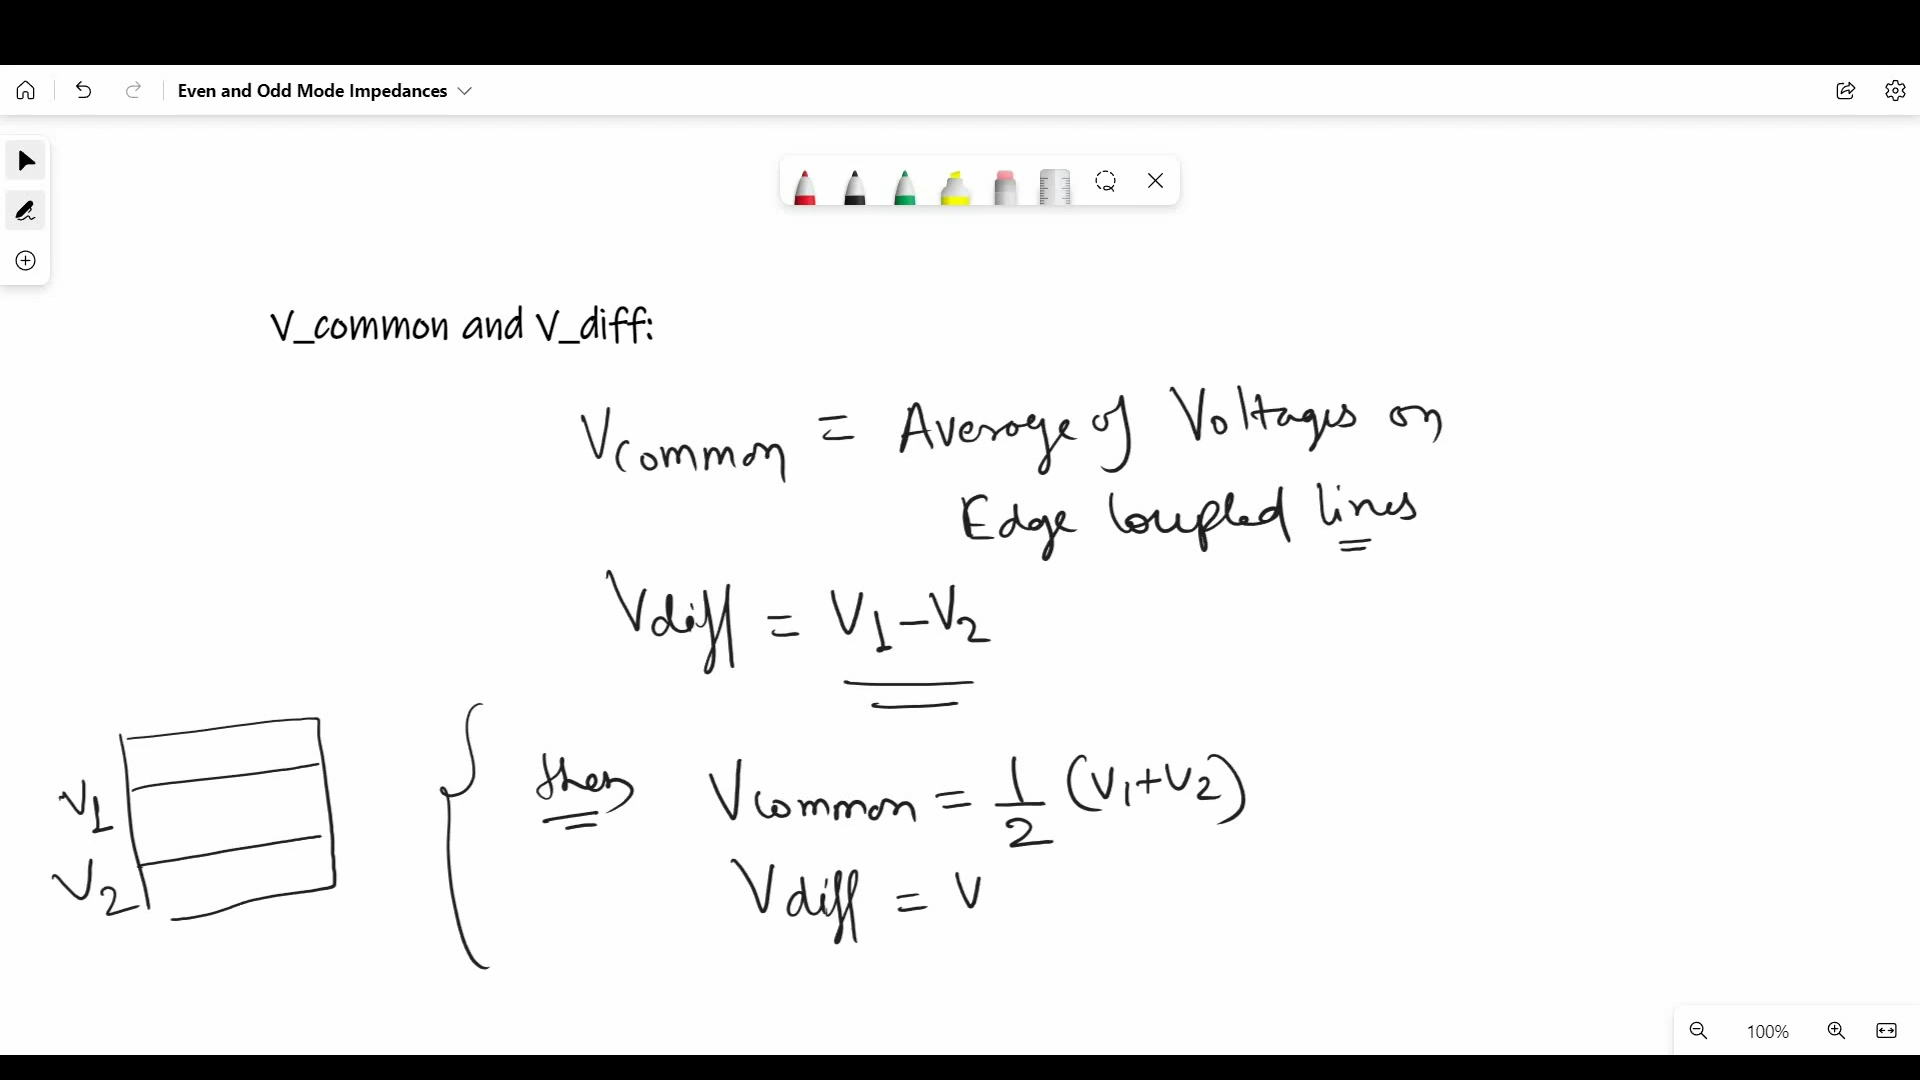 Even and Odd Mode Impedances
V_common and V_diff:
Vcommon = Average of Voltages on
Edge Coupled lines
Vdiff = V1-V2
then Vcommon = 1/2 (V1+V2)
V1
V2
Vdiff = V
100%